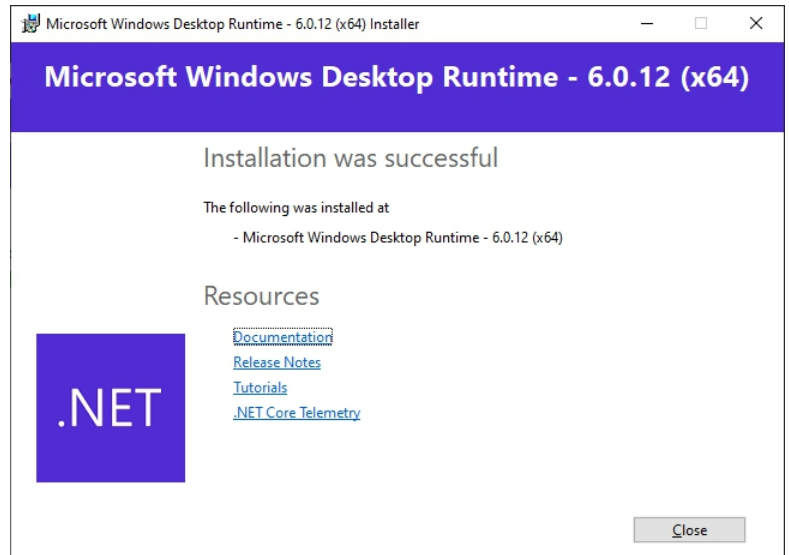 Microsoft Windows Desktop Runtime - 6.0.12 (x64) Installer
Microsoft Windows Desktop Runtime - 6.0.12 (x64)
Installation was successful
The following was installed at
- Microsoft Windows Desktop Runtime - 6.0.12 (x64)
Resources
Documentation
Release Notes
Tutorials
.NET Core Telemetry
.NET
Close